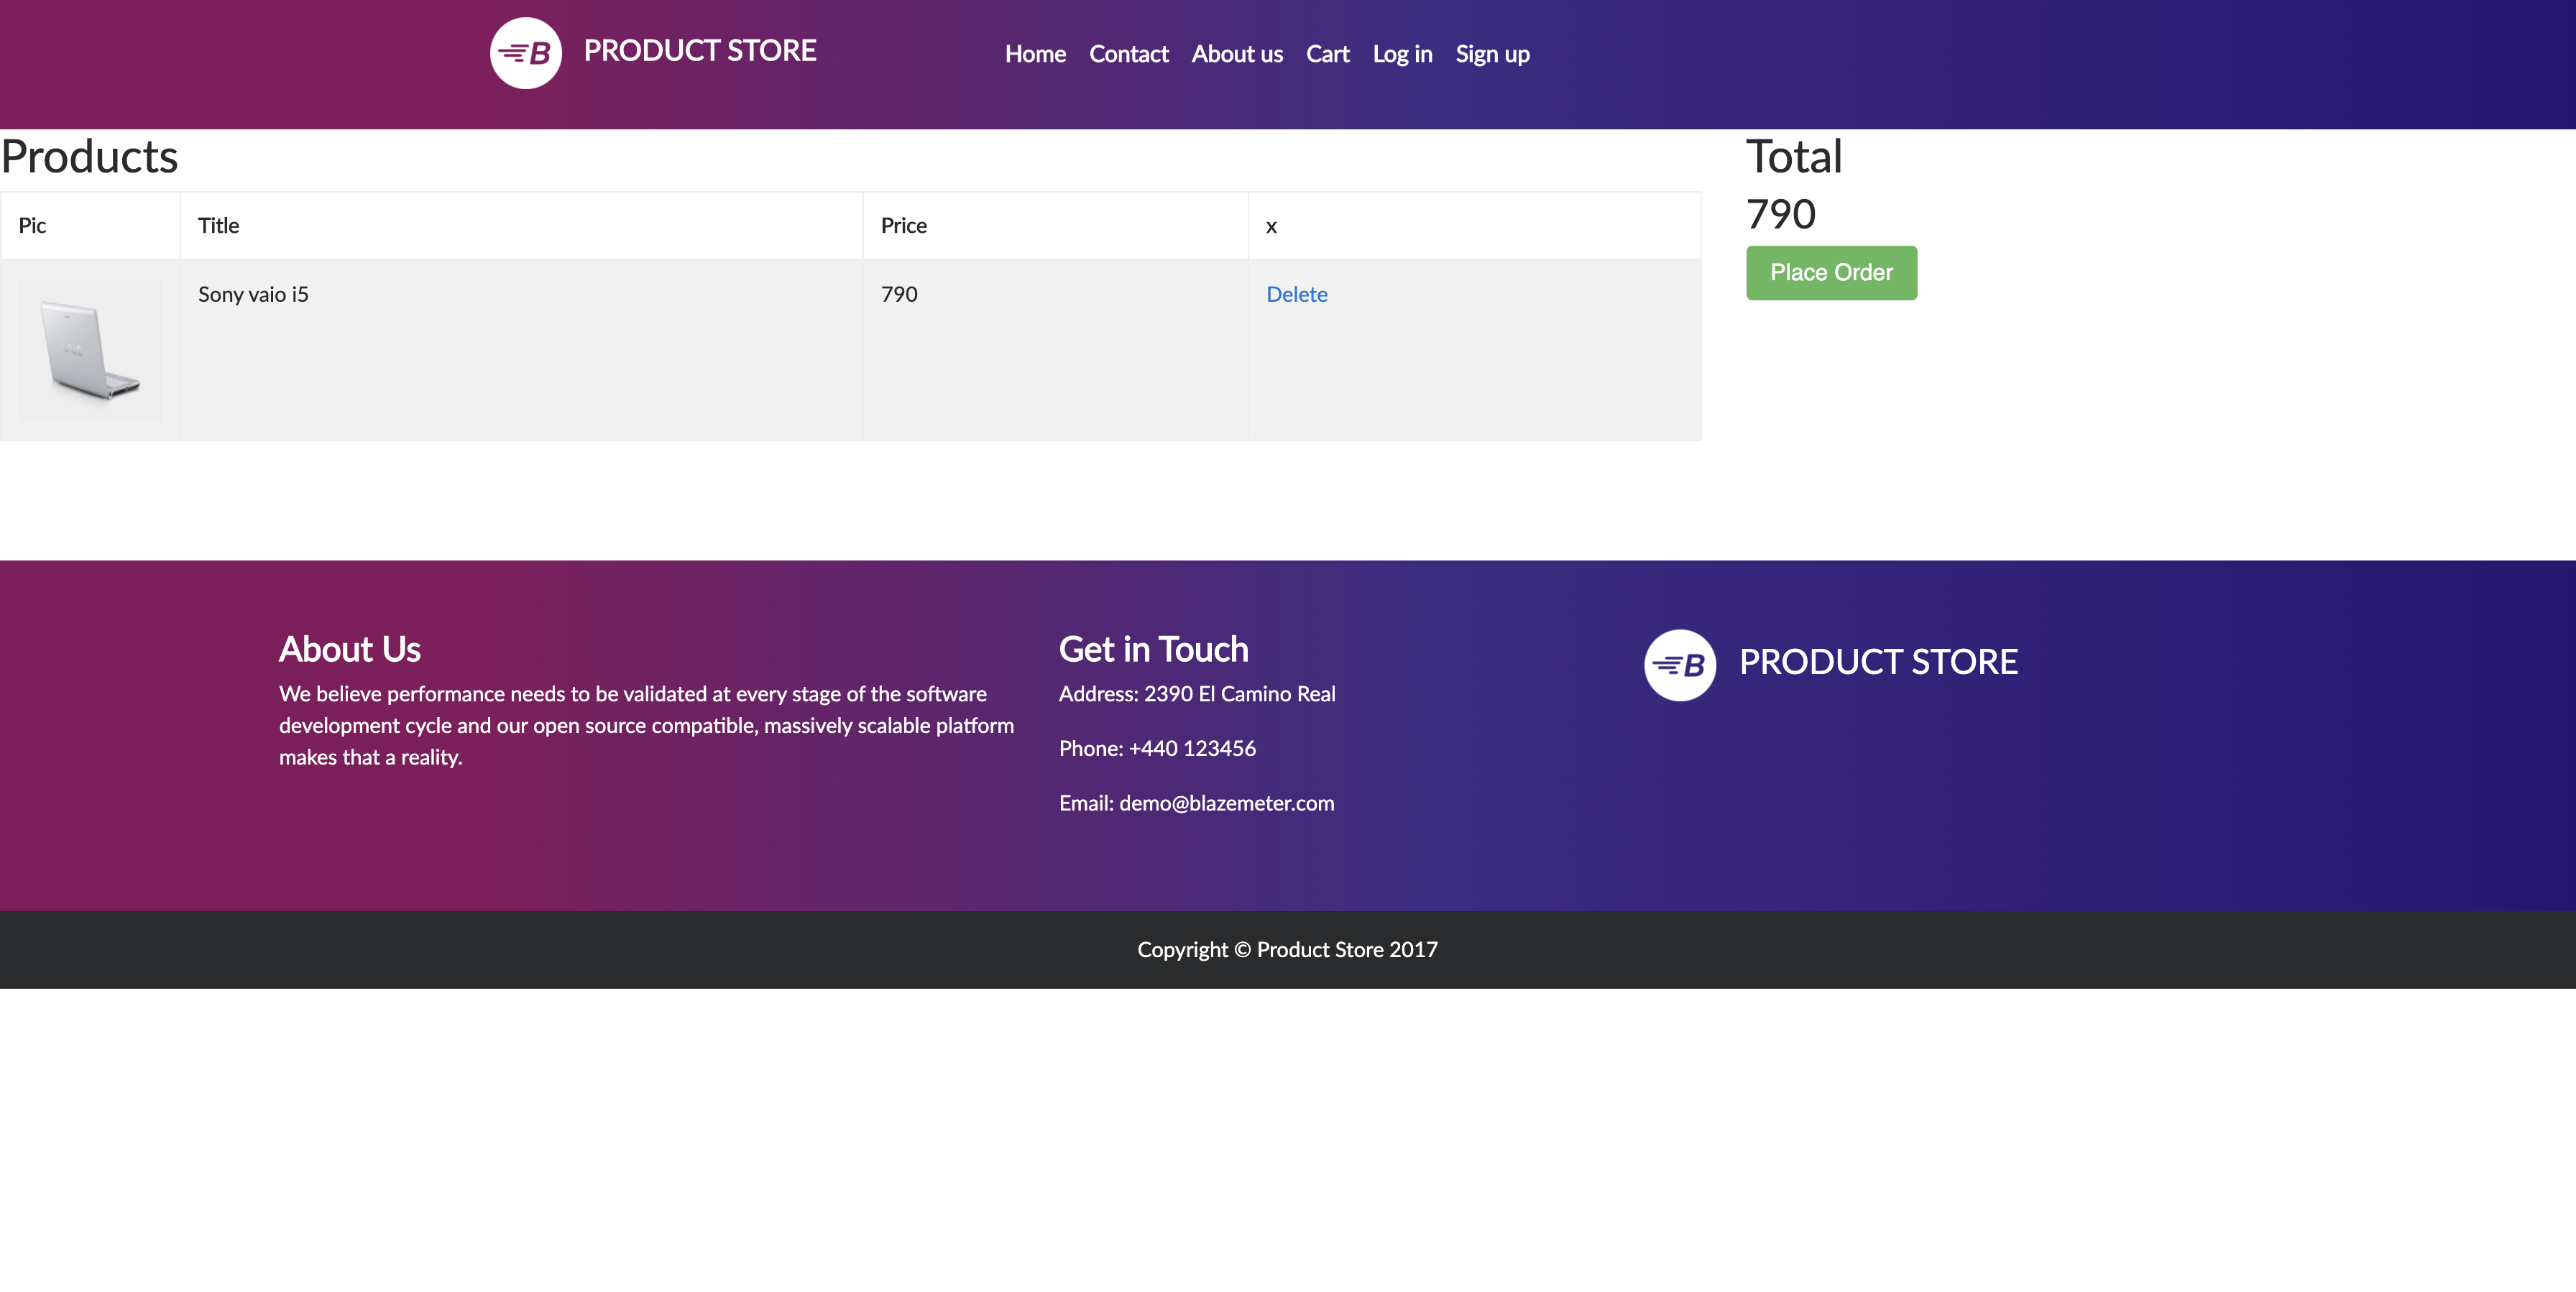 B PRODUCT STORE
Home Contact About us Cart Log in Sign up
Products
Pic Title Price x
Sony vaio i5 790 Delete
VAIO
Total
790
Place Order
About Us
We believe performance needs to be validated at every stage of the software
development cycle and our open source compatible, massively scalable platform
makes that a reality.
Get in Touch
Address: 2390 El Camino Real
Phone: +440 123456
Email: demo@blazemeter.com
B PRODUCT STORE
Copyright © Product Store 2017